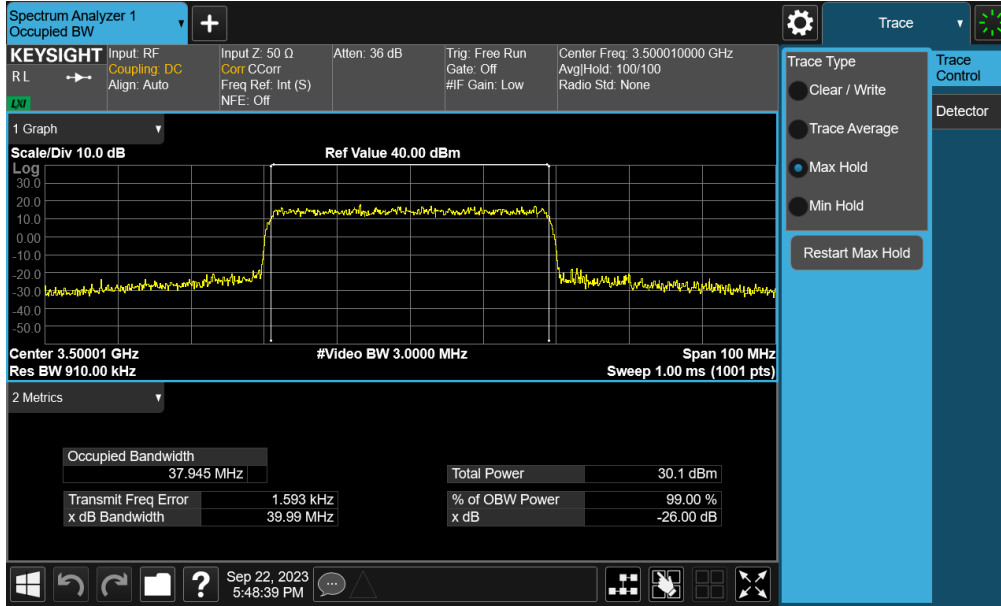 Spectrum Analyzer 1
Occupied BW
+
Trace
KEYSIGHT
R L
LXI
Input: RF
Coupling: DC
Align: Auto
Input Z: 50 Ω
Corr CCorr
Freq Ref: Int (S)
NFE: Off
Atten: 36 dB
Trig: Free Run
Gate: Off
#IF Gain: Low
Center Freq: 3.500010000 GHz
Avg|Hold: 100/100
Radio Std: None
Trace Type
Clear / Write
Trace Average
Max Hold
Min Hold
Restart Max Hold
Trace
Control
Detector
1 Graph
Scale/Div 10.0 dB
Ref Value 40.00 dBm
Log
30.0
20.0
10.0
0.00
-10.0
-20.0
-30.0
-40.0
-50.0
Center 3.50001 GHz
#Video BW 3.0000 MHz
Span 100 MHz
Res BW 910.00 kHz
Sweep 1.00 ms (1001 pts)
2 Metrics
Occupied Bandwidth
37.945 MHz
Total Power 30.1 dBm
Transmit Freq Error 1.593 kHz
% of OBW Power 99.00 %
x dB Bandwidth 39.99 MHz
x dB -26.00 dB
?
Sep 22, 2023
5:48:39 PM